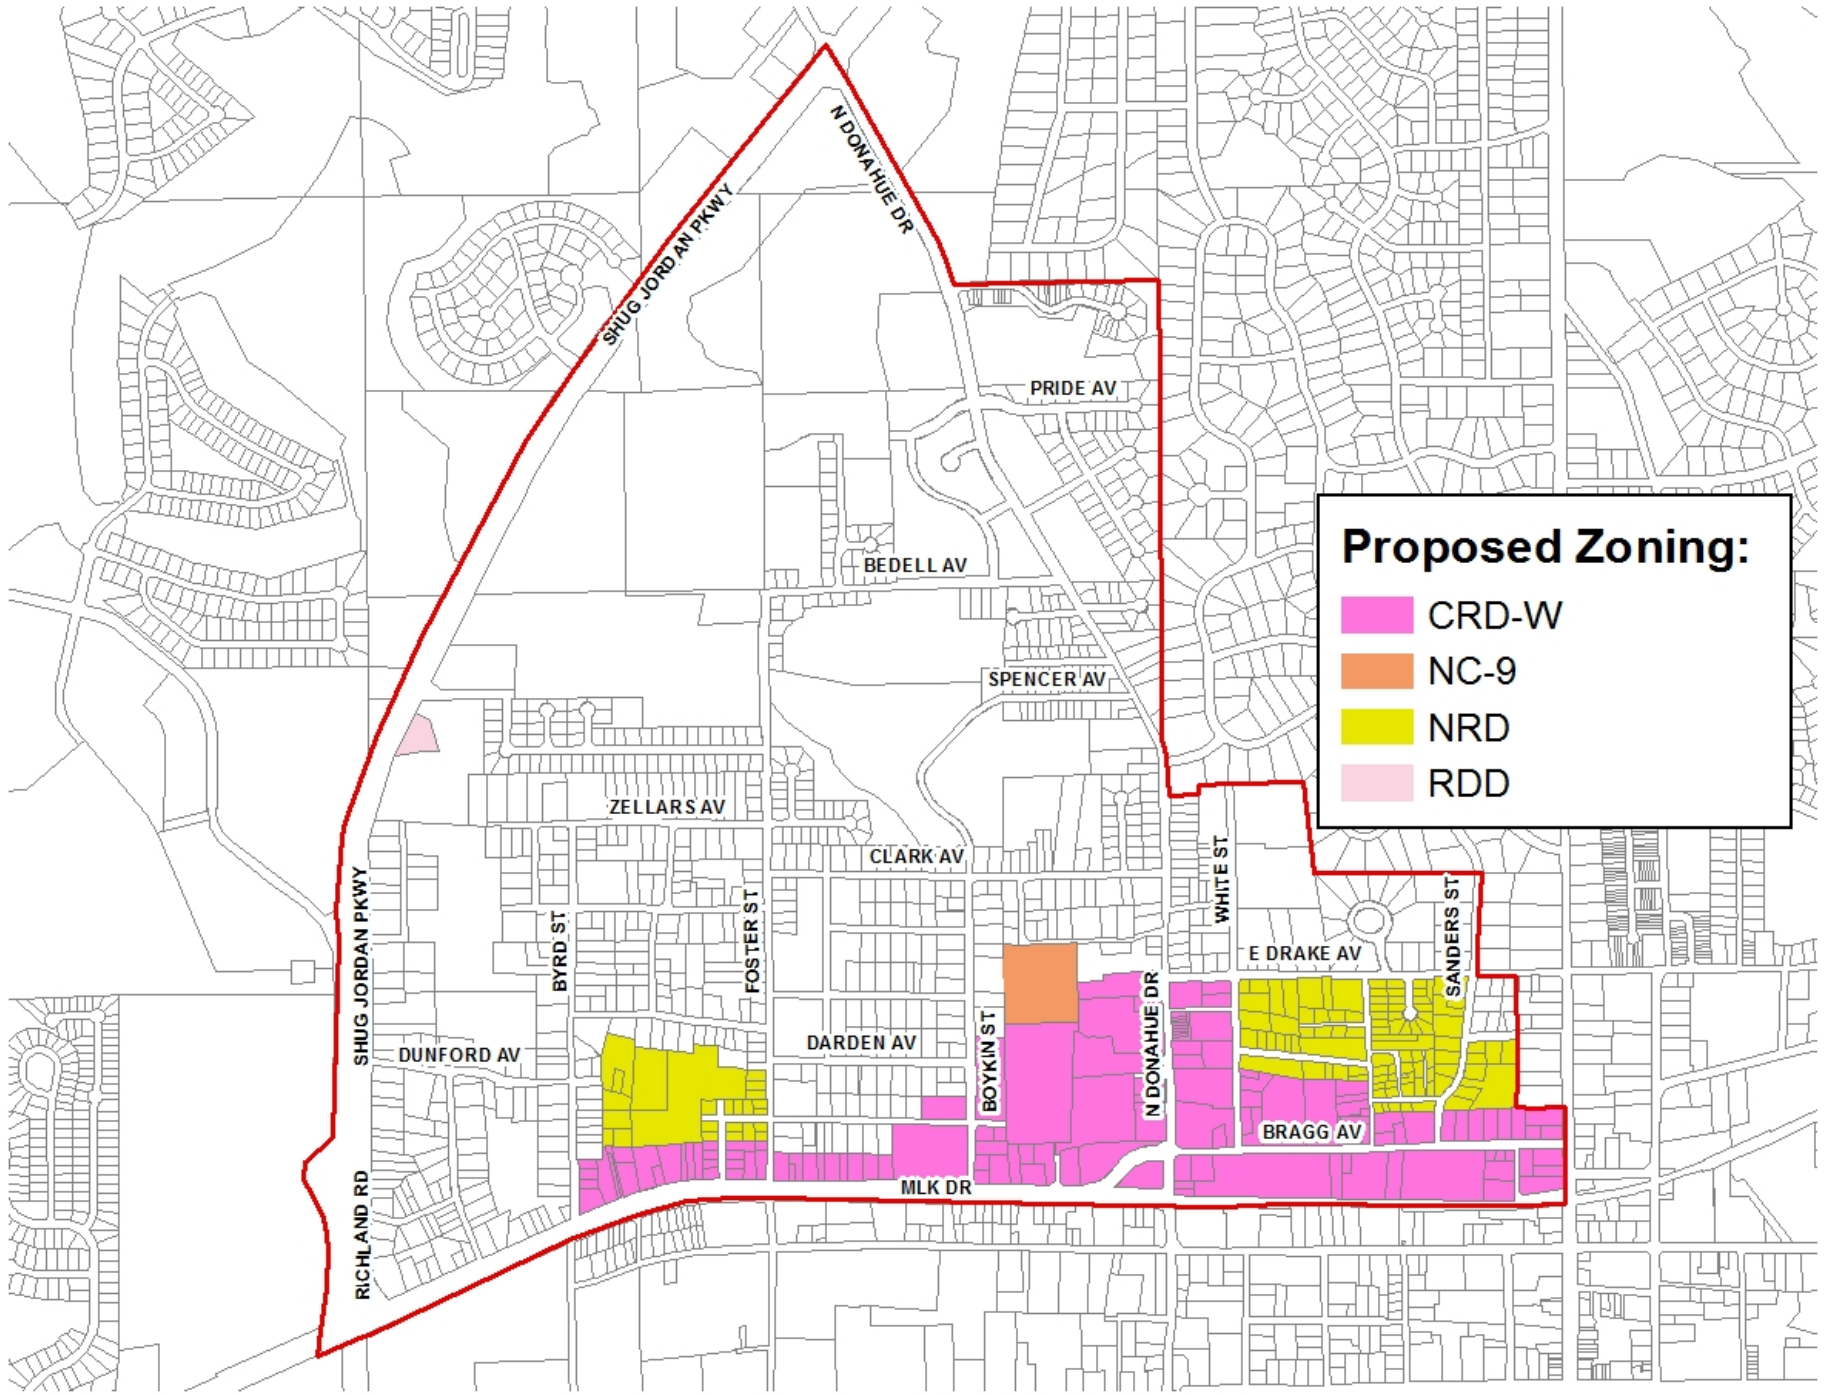 N DONAHUE DR
SHUG JORDAN PKWY
PRIDE AV
BEDELL AV
SPENCER AV
Proposed Zoning:
CRD-W
NC-9
NRD
RDD
ZELLARS AV
CLARK AV
WHITE ST
SHUG JORDAN PKWY
BYRD ST
FOSTER ST
E DRAKE AV
SANDERS ST
DUNFORD AV
DARDEN AV
BOYKIN ST
N DONAHUE DR
BRAGG AV
MLK DR
RICHLAND RD